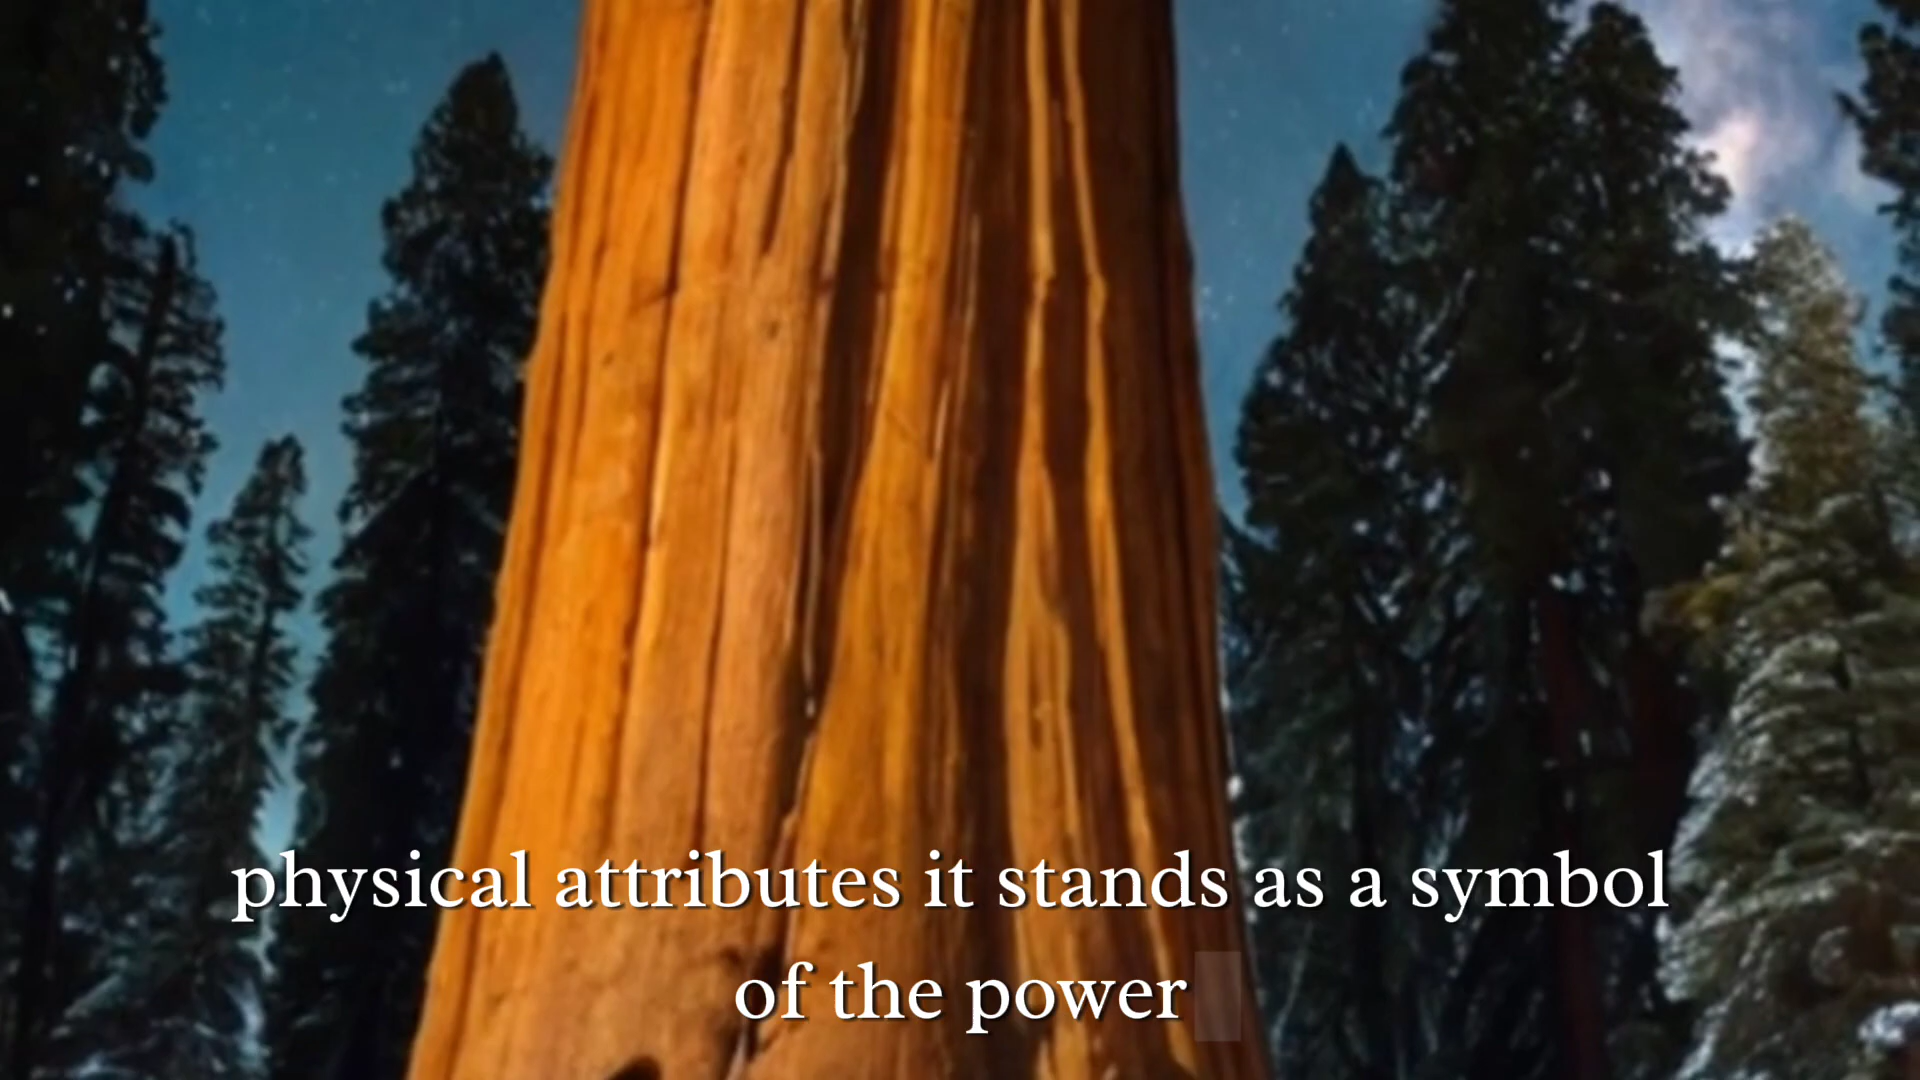 physical attributes it stands as a symbol
of the power